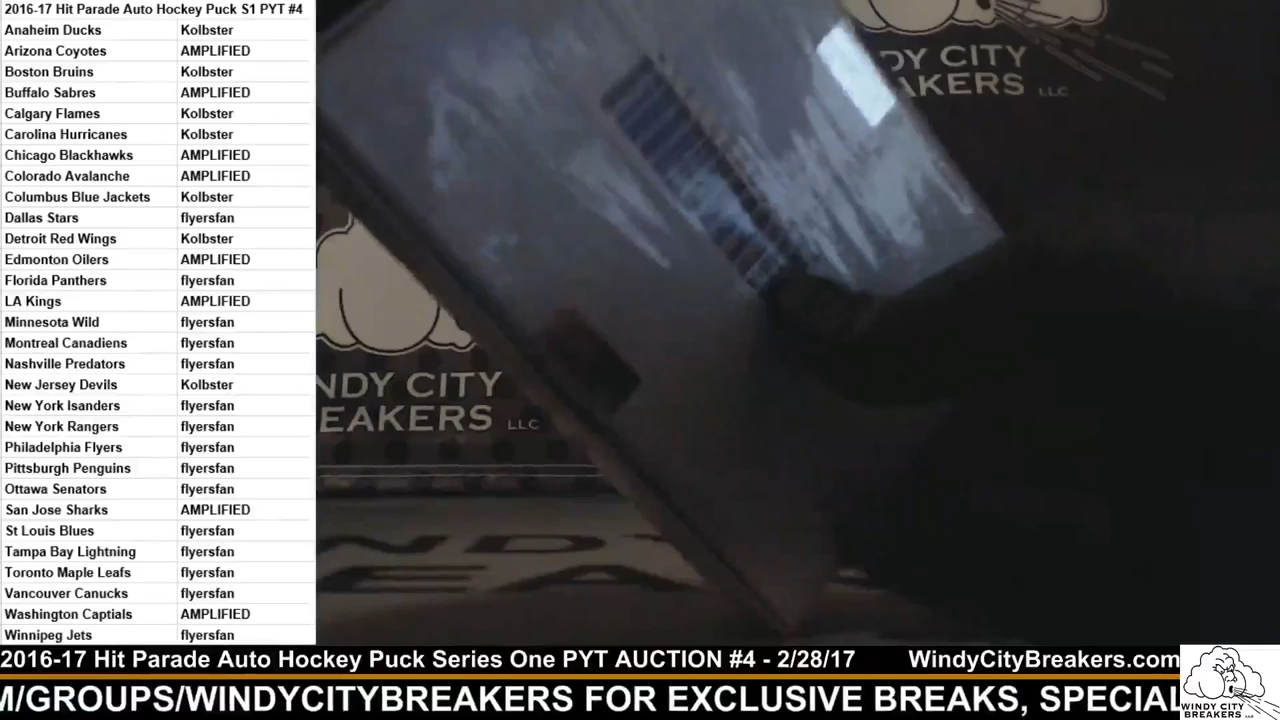 2016-17 Hit Parade Auto Hockey Puck S1 PYT #4
Anaheim Ducks Kolbster
Arizona Coyotes AMPLIFIED
Boston Bruins Kolbster
Buffalo Sabres AMPLIFIED
Calgary Flames Kolbster
Carolina Hurricanes Kolbster
Chicago Blackhawks AMPLIFIED
Colorado Avalanche AMPLIFIED
Columbus Blue Jackets Kolbster
Dallas Stars flyersfan
Detroit Red Wings Kolbster
Edmonton Oilers AMPLIFIED
Florida Panthers flyersfan
LA Kings AMPLIFIED
Minnesota Wild flyersfan
Montreal Canadiens flyersfan
Nashville Predators flyersfan
New Jersey Devils Kolbster
New York Isanders flyersfan
New York Rangers flyersfan
Philadelphia Flyers flyersfan
Pittsburgh Penguins flyersfan
Ottawa Senators flyersfan
San Jose Sharks AMPLIFIED
St Louis Blues flyersfan
Tampa Bay Lightning flyersfan
Toronto Maple Leafs flyersfan
Vancouver Canucks flyersfan
Washington Captials AMPLIFIED
Winnipeg Jets flyersfan
DY CITY
AKERS LLC
NDY CITY
EAKERS LLC
ND
EA
2016-17 Hit Parade Auto Hockey Puck Series One PYT AUCTION #4 - 2/28/17 WindyCityBreakers.com
M/GROUPS/WINDYCITYBREAKERS FOR EXCLUSIVE BREAKS, SPECIAL
WINDY CITY
BREAKERS LLC